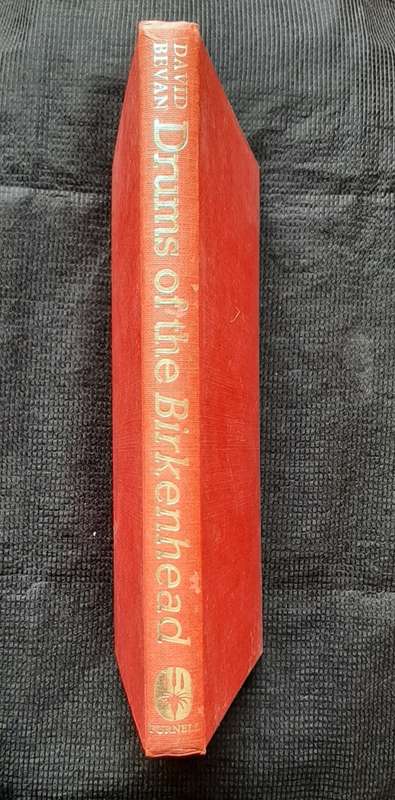 DAVID
BEVAN
Drums of the Birkenhead
PURNELL